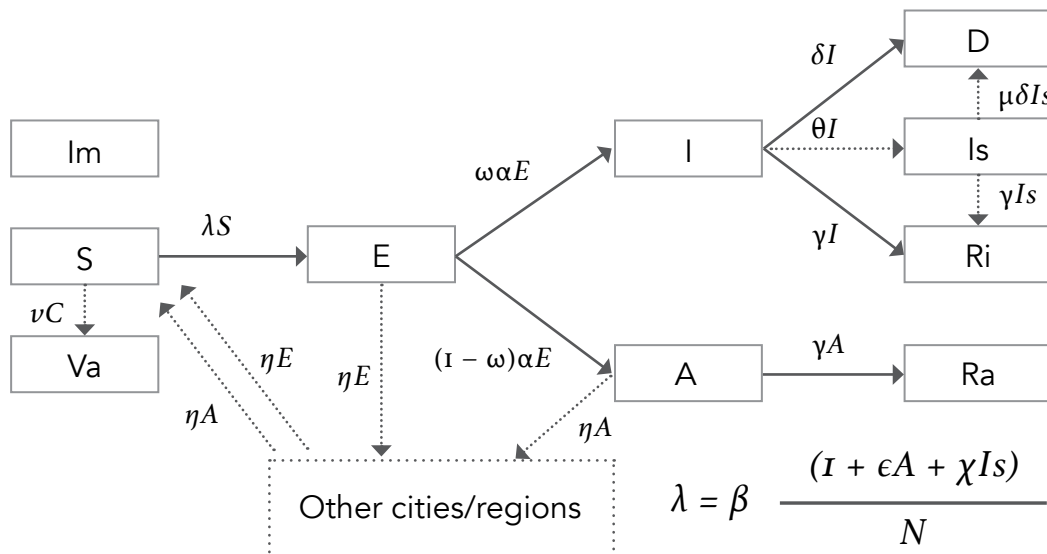 D
δI
μδIs
θI
Im
I
Is
ωαE
γIs
λS
γI
S
E
Ri
νC
(1 − ω)αE
γA
Va
ηE
ηE
A
Ra
ηA
ηA
(I + ϵA + χIs)
Other cities/regions
λ = β
N